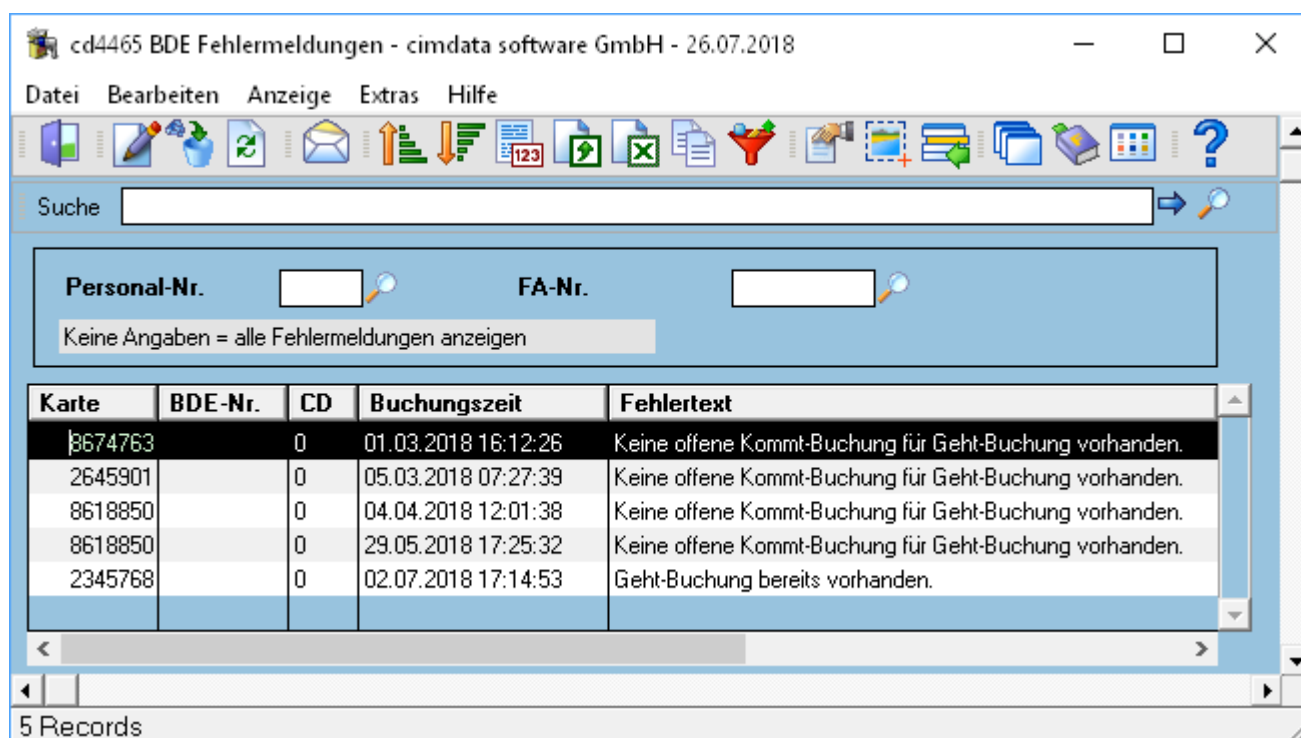 cd4465 BDE Fehlermeldungen - cimdata software GmbH - 26.07.2018
Datei Bearbeiten Anzeige Extras Hilfe
123
Suche
Personal-Nr. FA-Nr.
Keine Angaben = alle Fehlermeldungen anzeigen
Karte BDE-Nr. CD Buchungszeit Fehlertext
8674763 0 01.03.2018 16:12:26 Keine offene Kommt-Buchung für Geht-Buchung vorhanden.
2645901 0 05.03.2018 07:27:39 Keine offene Kommt-Buchung für Geht-Buchung vorhanden.
8618850 0 04.04.2018 12:01:38 Keine offene Kommt-Buchung für Geht-Buchung vorhanden.
8618850 0 29.05.2018 17:25:32 Keine offene Kommt-Buchung für Geht-Buchung vorhanden.
2345768 0 02.07.2018 17:14:53 Geht-Buchung bereits vorhanden.
5 Records